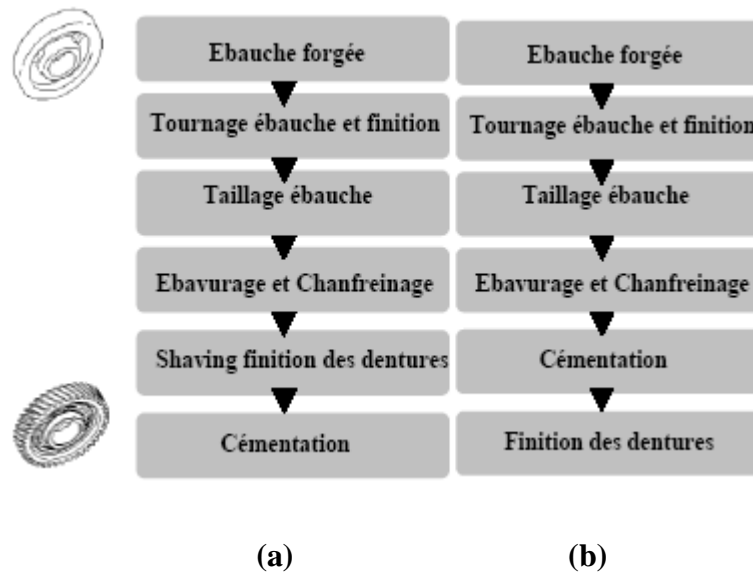 Ebauche forgée
Tournage ébauche et finition
Taillage ébauche
Ebavurage et Chanfreinage
Shaving finition des dentures
Cémentation
(a)
Ebauche forgée
Tournage ébauche et finition
Taillage ébauche
Ebavurage et Chanfreinage
Cémentation
Finition des dentures
(b)